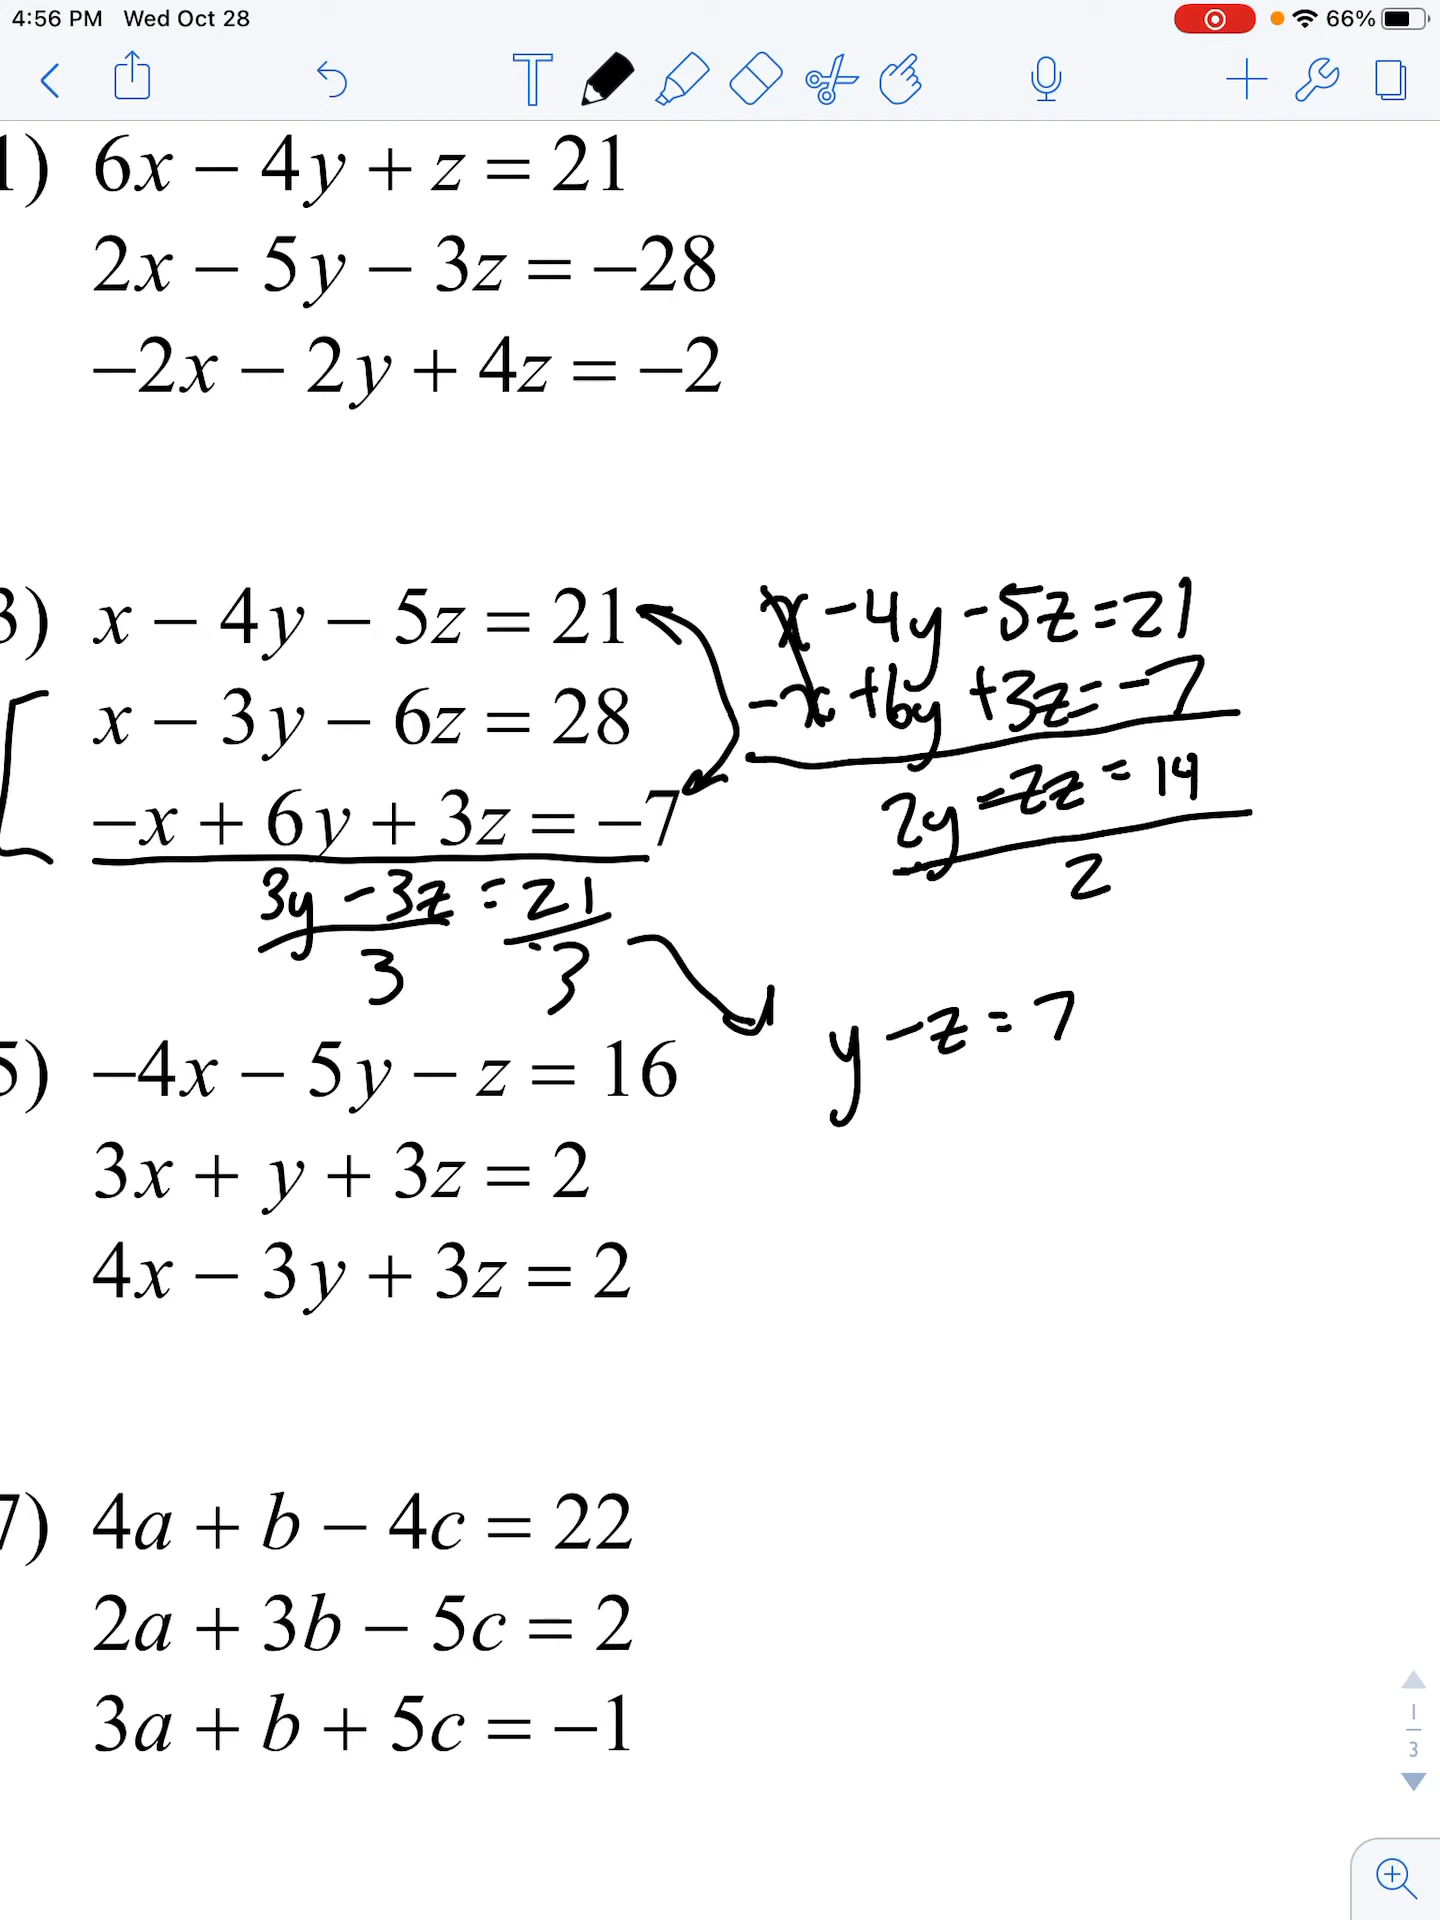 4:56 PM Wed Oct 28 66%
T
1) 6x − 4y + z = 21
2x − 5y − 3z = −28
−2x − 2y + 4z = −2
3) x − 4y − 5z = 21
x − 3y − 6z = 28
−x + 6y + 3z = −7
3y − 3z = 21
3 3
x − 4y − 5z = 21
−x + 6y + 3z = −7
2y − 2z = 14
2
y − z = 7
5) −4x − 5y − z = 16
3x + y + 3z = 2
4x − 3y + 3z = 2
7) 4a + b − 4c = 22
2a + 3b − 5c = 2
3a + b + 5c = −1
1
3